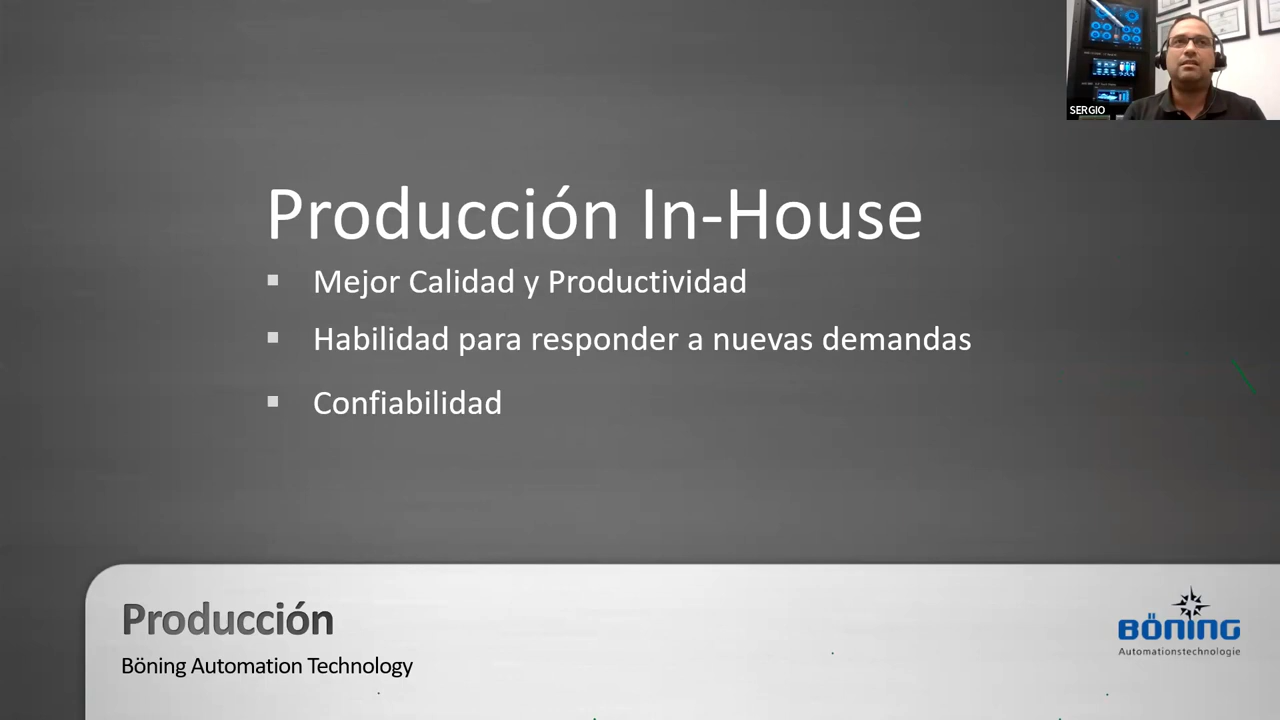 SERGIO
Producción In-House
▪ Mejor Calidad y Productividad
▪ Habilidad para responder a nuevas demandas
▪ Confiabilidad
Producción
Böning Automation Technology
BÖNING
Automationstechnologie